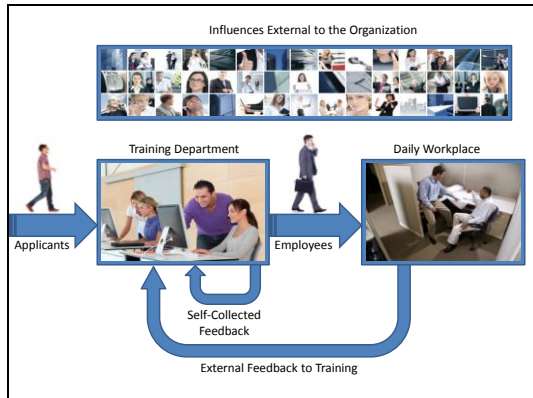 Influences External to the Organization
Training Department
Daily Workplace
Applicants
Employees
Self-Collected
Feedback
External Feedback to Training